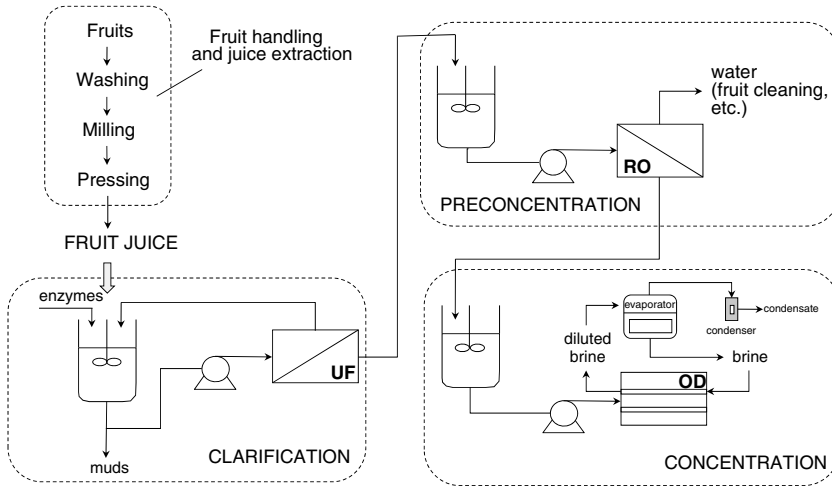 Fruits
Washing
Milling
Pressing
Fruit handling
and juice extraction
FRUIT JUICE
enzymes
UF
muds
CLARIFICATION
water
(fruit cleaning,
etc.)
RO
PRECONCENTRATION
evaporator
condensate
condenser
diluted
brine
brine
OD
CONCENTRATION